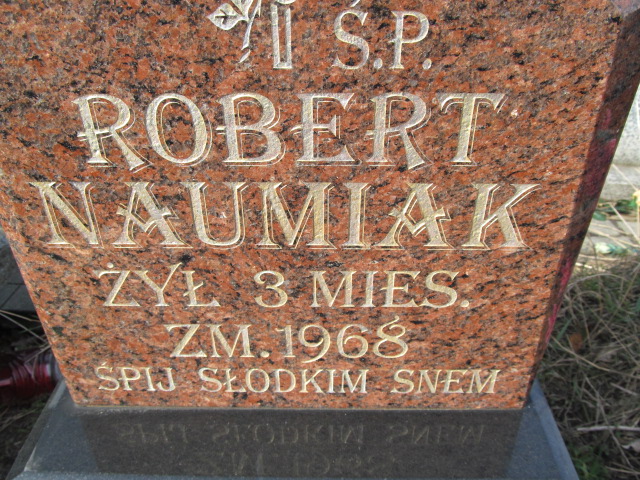 Ś.P.
ROBERT
NAUMIAK
ŻYŁ 3 MIES.
ZM. 1968
ŚPIJ SŁODKIM SNEM